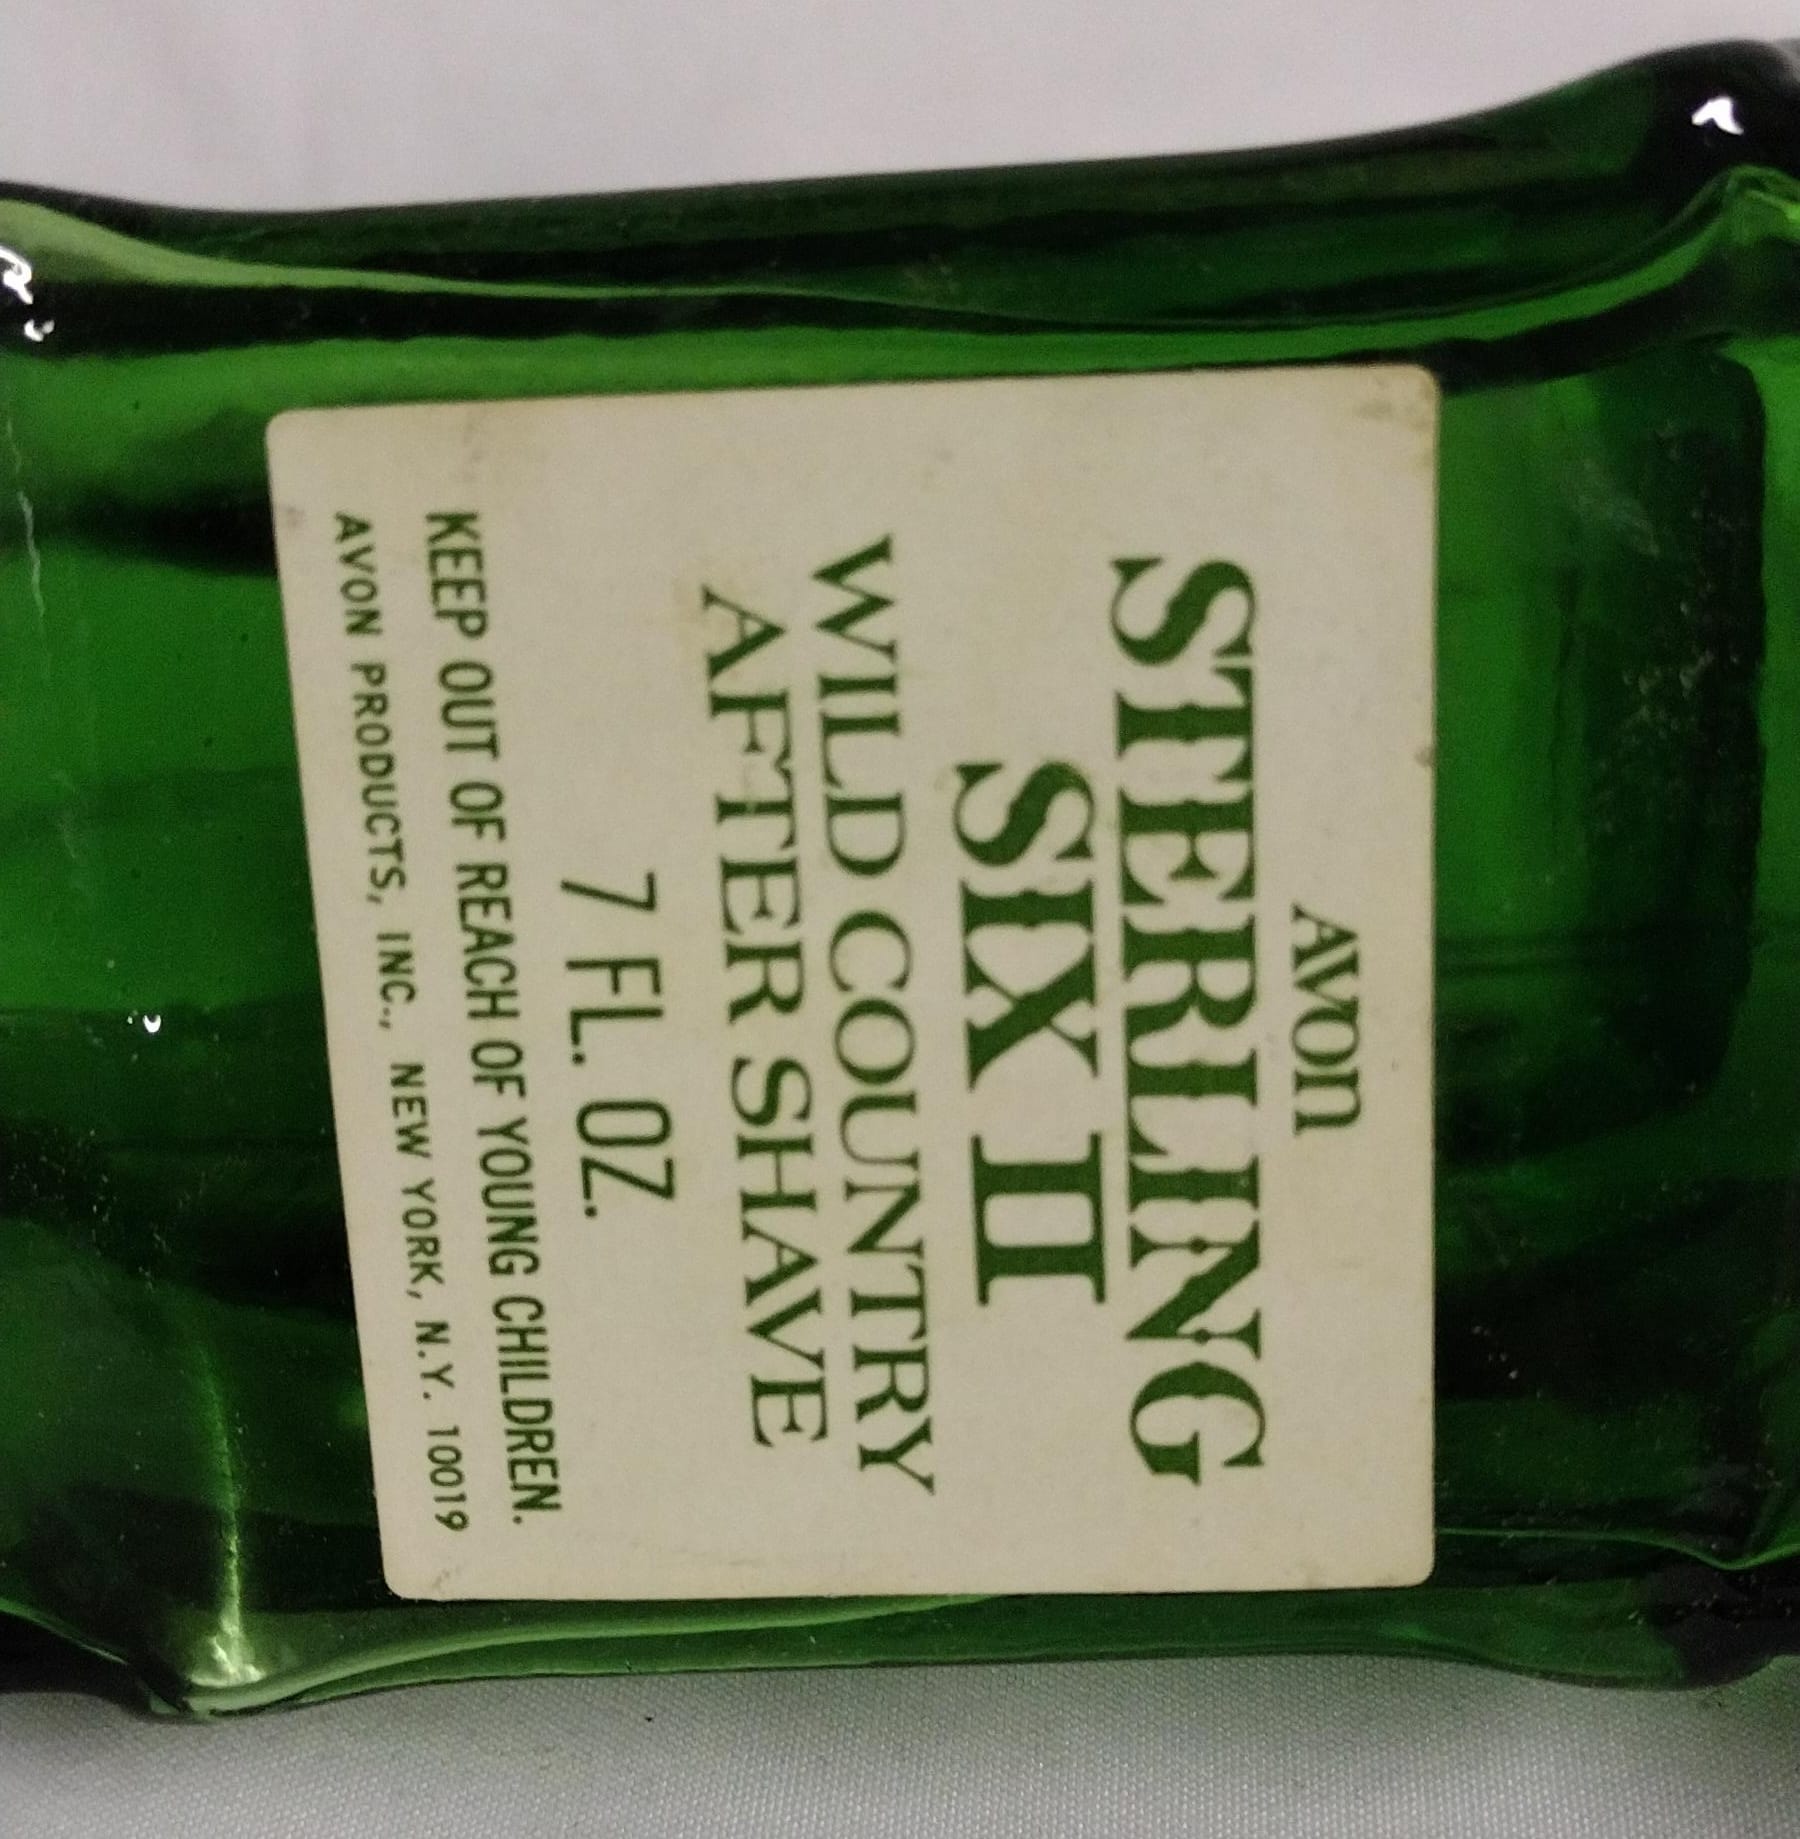 AVON
STERLING
SIX II
WILD COUNTRY
AFTER SHAVE
7 FL. OZ.
KEEP OUT OF REACH OF YOUNG CHILDREN.
AVON PRODUCTS, INC., NEW YORK, N.Y. 10019